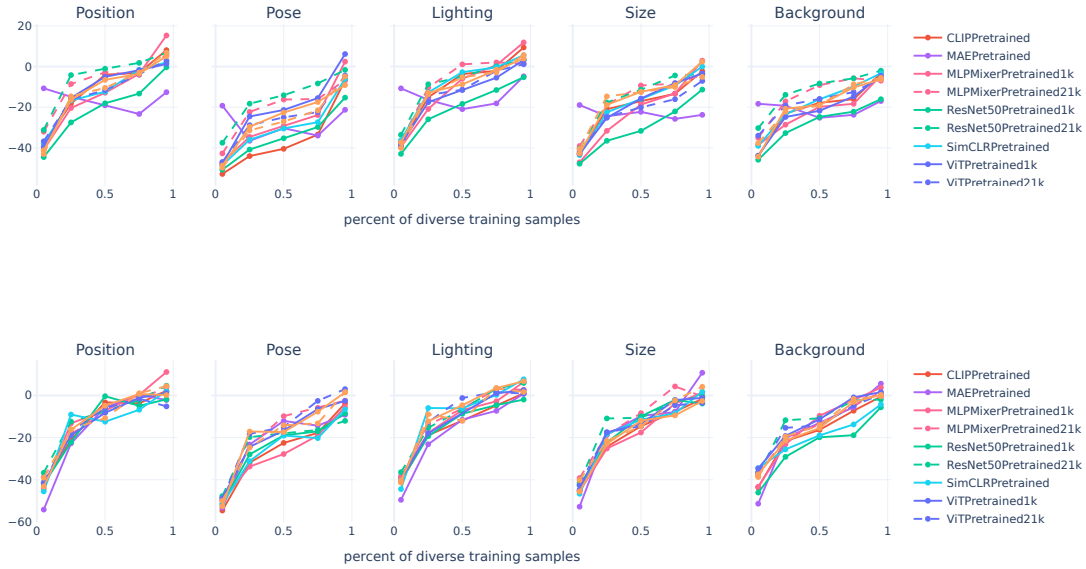 Position Pose Lighting Size Background
20
0
−20
−40
0 0.5 1 0 0.5 1 0 0.5 1 0 0.5 1 0 0.5 1
percent of diverse training samples
CLIPPretrained
MAEPretrained
MLPMixerPretrained1k
MLPMixerPretrained21k
ResNet50Pretrained1k
ResNet50Pretrained21k
SimCLRPretrained
ViTPretrained1k
ViTPretrained21k
Position Pose Lighting Size Background
0
−20
−40
−60
0 0.5 1 0 0.5 1 0 0.5 1 0 0.5 1 0 0.5 1
percent of diverse training samples
CLIPPretrained
MAEPretrained
MLPMixerPretrained1k
MLPMixerPretrained21k
ResNet50Pretrained1k
ResNet50Pretrained21k
SimCLRPretrained
ViTPretrained1k
ViTPretrained21k